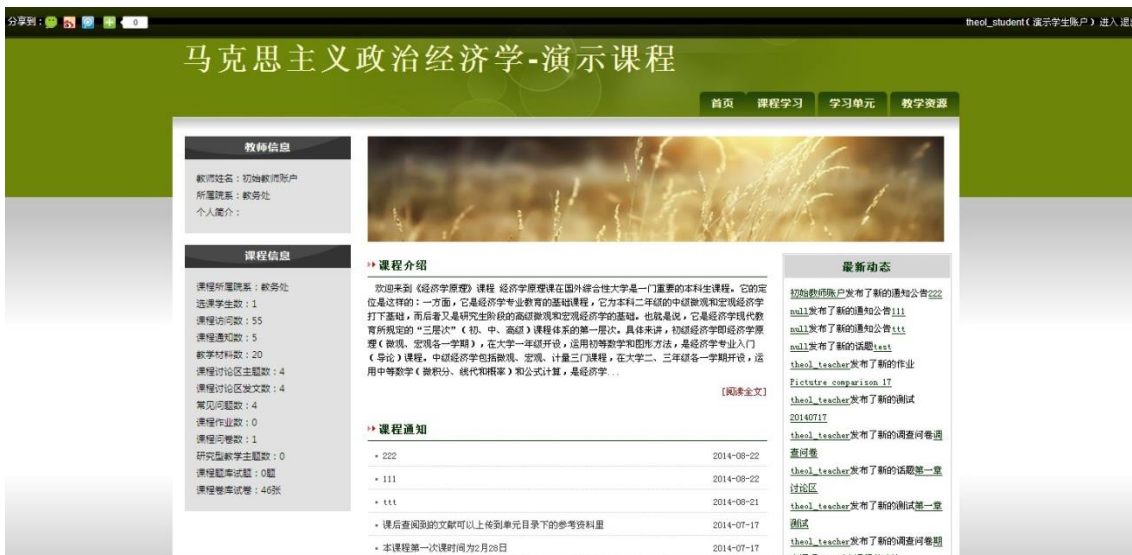 分享到：
0
theol_student（演示学生账户）进入 退
马克思主义政治经济学-演示课程
首页 课程学习 学习单元 教学资源
教师信息
教师姓名：初始教师账户
所属院系：教务处
个人简介：
课程信息
课程所属院系：教务处
选课学生数：1
课程访问数：55
课程通知数：5
教学材料数：20
课程讨论区主题数：4
课程讨论区发文数：4
常见问题数：4
课程作业数：0
课程问卷数：1
研究型教学主题数：0
课程题库试题：0题
课程卷库试卷：46张
课程介绍
欢迎来到《经济学原理》课程 经济学原理课在国外综合性大学是一门重要的本科生课程。它的定
位是这样的：一方面，它是经济学专业教育的基础课程，它为本科二年级的中级微观和宏观经济学
打下基础，而后者又是研究生阶段的高级微观和宏观经济学的基础。也就是说，它是经济学现代教
育所规定的“三层次”（初、中、高级）课程体系的第一层次。具体来讲，初级经济学即经济学原
理（微观、宏观各一学期），在大学一年级开设，运用初等数学和图形方法，是经济学专业入门
（导论）课程。中级经济学包括微观、宏观、计量三门课程，在大学二、三年级各一学期开设，运
用中等数学（微积分、线代和概率）和公式计算，是经济学...
[阅读全文]
课程通知
222 2014-08-22
111 2014-08-22
ttt 2014-08-21
课后查阅到的文献可以上传到单元目录下的参考资料里 2014-07-17
本课程第一次课时间为2月28日 2014-07-17
最新动态
初始教师账户发布了新的通知公告222
null发布了新的通知公告111
null发布了新的通知公告ttt
null发布了新的话题test
theol_teacher发布了新的作业
Pictutre comparison 17
theol_teacher发布了新的测试
20140717
theol_teacher发布了新的调查问卷调
查问卷
theol_teacher发布了新的话题第一章
讨论区
theol_teacher发布了新的测试第一章
测试
theol_teacher发布了新的调查问卷期